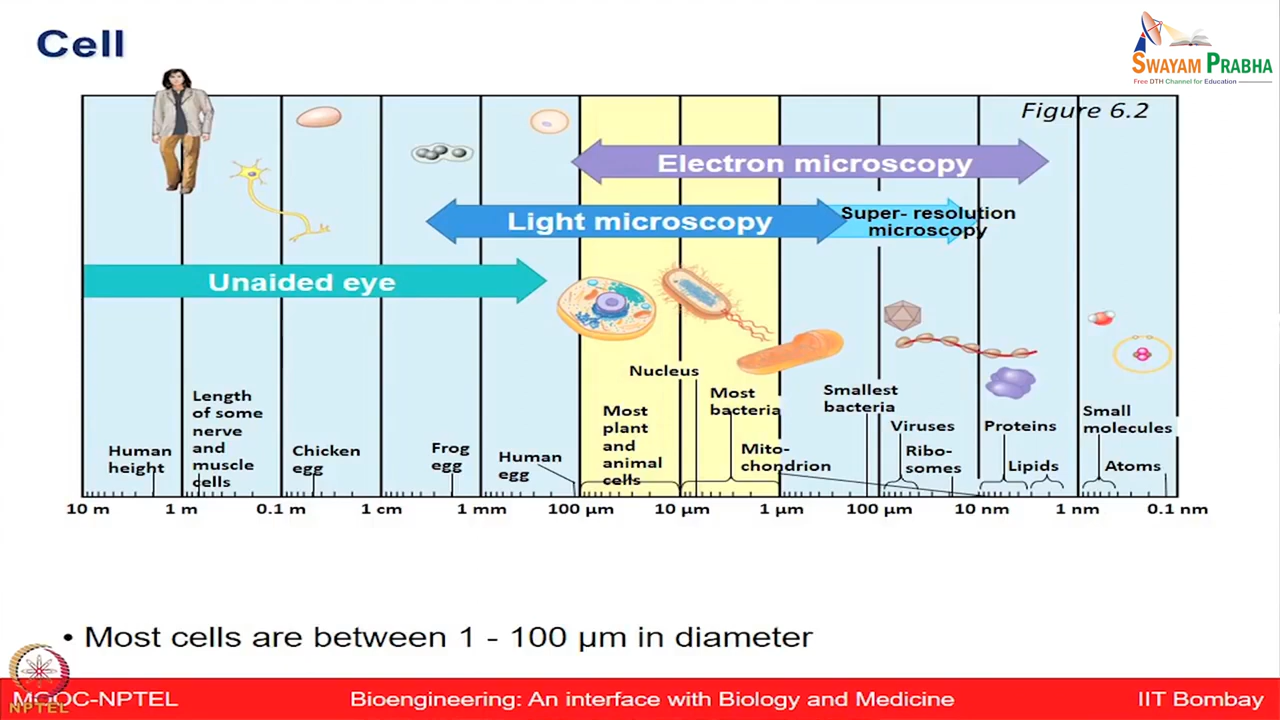 Cell
SWAYAM PRABHA
Free DTH Channel for Education
Figure 6.2
Electron microscopy
Light microscopy
Super- resolution
microscopy
Unaided eye
Human
height
Length
of some
nerve
and
muscle
cells
Chicken
egg
Frog
egg
Human
egg
Most
plant
and
animal
cells
Nucleus
Most
bacteria
Mito-
chondrion
Smallest
bacteria
Viruses
Ribo-
somes
Proteins
Lipids
Small
molecules
Atoms
10 m
1 m
0.1 m
1 cm
1 mm
100 µm
10 µm
1 µm
100 µm
10 nm
1 nm
0.1 nm
• Most cells are between 1 - 100 µm in diameter
MOOC-NPTEL
NPTEL
Bioengineering: An interface with Biology and Medicine
IIT Bombay